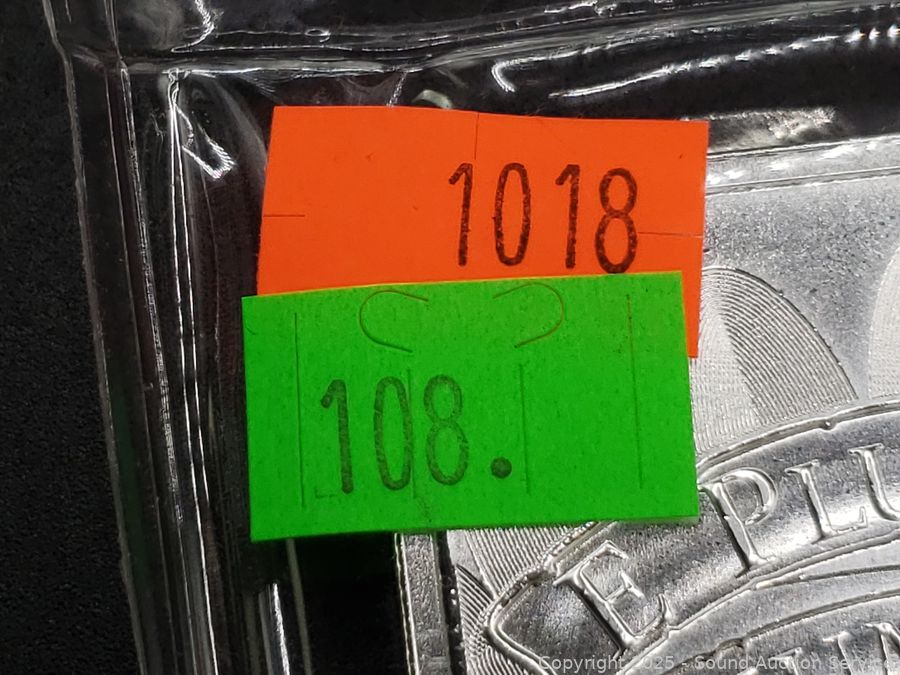 1018
108.
E PLU
Copyright 2025 - Sound Auction Service